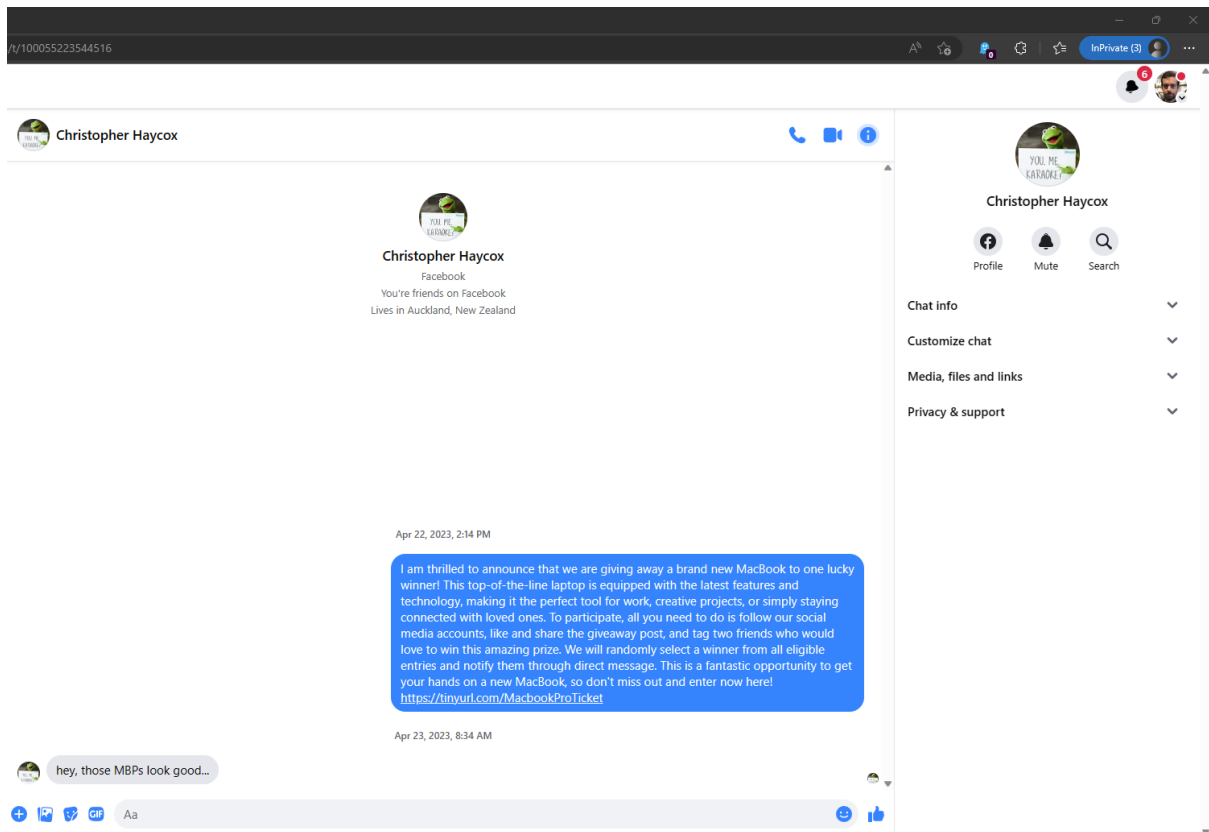 /t/100055223544516
InPrivate (3)
0
6
Christopher Haycox
YOU, ME, KARAOKE?
Christopher Haycox
Facebook
You're friends on Facebook
Lives in Auckland, New Zealand
Apr 22, 2023, 2:14 PM
I am thrilled to announce that we are giving away a brand new MacBook to one lucky
winner! This top-of-the-line laptop is equipped with the latest features and
technology, making it the perfect tool for work, creative projects, or simply staying
connected with loved ones. To participate, all you need to do is follow our social
media accounts, like and share the giveaway post, and tag two friends who would
love to win this amazing prize. We will randomly select a winner from all eligible
entries and notify them through direct message. This is a fantastic opportunity to get
your hands on a new MacBook, so don't miss out and enter now here!
https://tinyurl.com/MacbookProTicket
Apr 23, 2023, 8:34 AM
hey, those MBPs look good...
GIF
Aa
YOU, ME,
KARAOKE?
Christopher Haycox
Profile
Mute
Search
Chat info
Customize chat
Media, files and links
Privacy & support